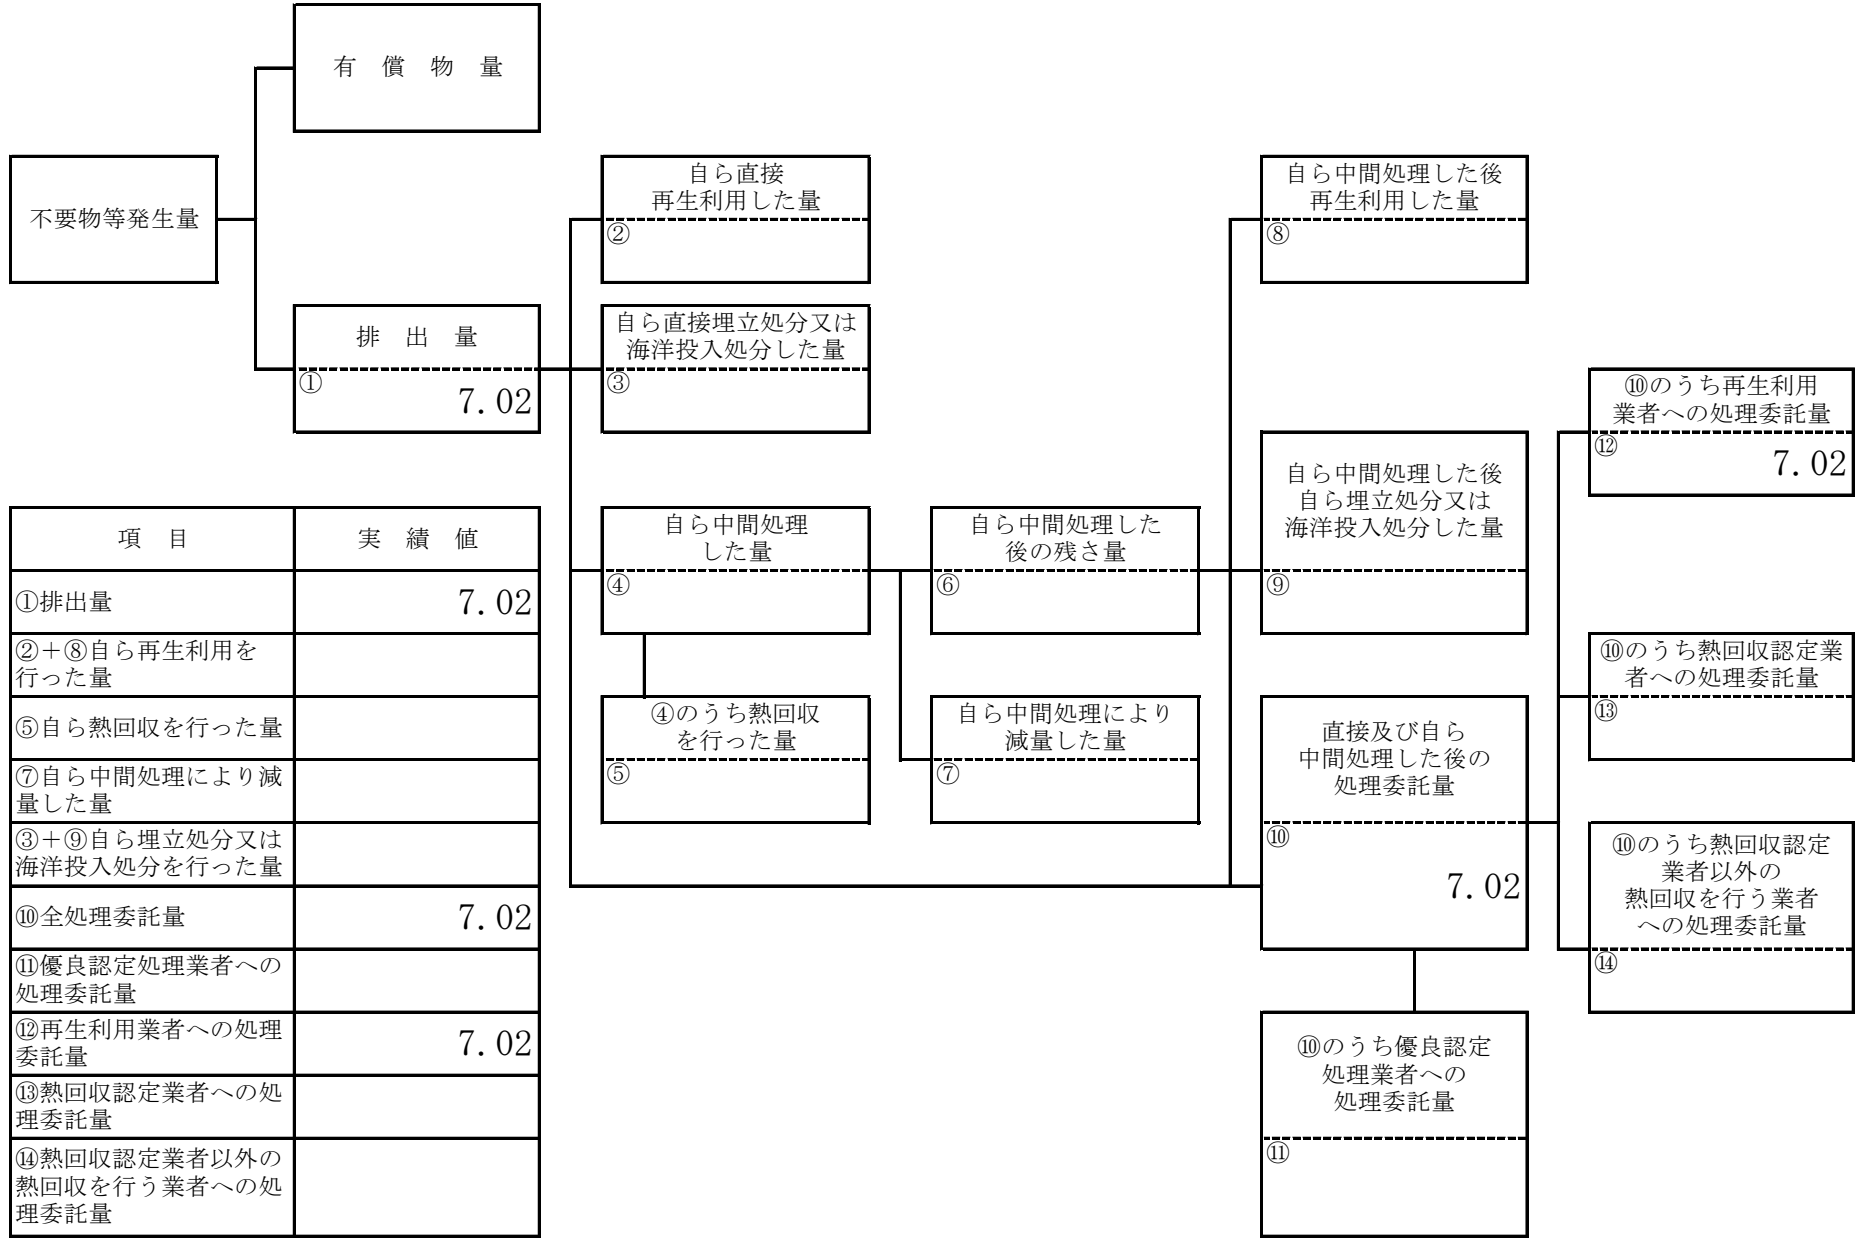 有　償　物　量
不要物等発生量
排　出　量
①
7.02
自ら直接
再生利用した量
②
自ら直接埋立処分又は
海洋投入処分した量
③
自ら中間処理
した量
④
④のうち熱回収
を行った量
⑤
自ら中間処理した
後の残さ量
⑥
自ら中間処理により
減量した量
⑦
自ら中間処理した後
再生利用した量
⑧
自ら中間処理した後
自ら埋立処分又は
海洋投入処分した量
⑨
直接及び自ら
中間処理した後の
処理委託量
⑩
7.02
⑩のうち優良認定
処理業者への
処理委託量
⑪
⑩のうち再生利用
業者への処理委託量
⑫
7.02
⑩のうち熱回収認定業
者への処理委託量
⑬
⑩のうち熱回収認定
業者以外の
熱回収を行う業者
への処理委託量
⑭
項　目　実　績　値
①排出量 7.02
②＋⑧自ら再生利用を
行った量
⑤自ら熱回収を行った量
⑦自ら中間処理により減
量した量
③＋⑨自ら埋立処分又は
海洋投入処分を行った量
⑩全処理委託量 7.02
⑪優良認定処理業者への
処理委託量
⑫再生利用業者への処理
委託量 7.02
⑬熱回収認定業者への処
理委託量
⑭熱回収認定業者以外の
熱回収を行う業者への処
理委託量